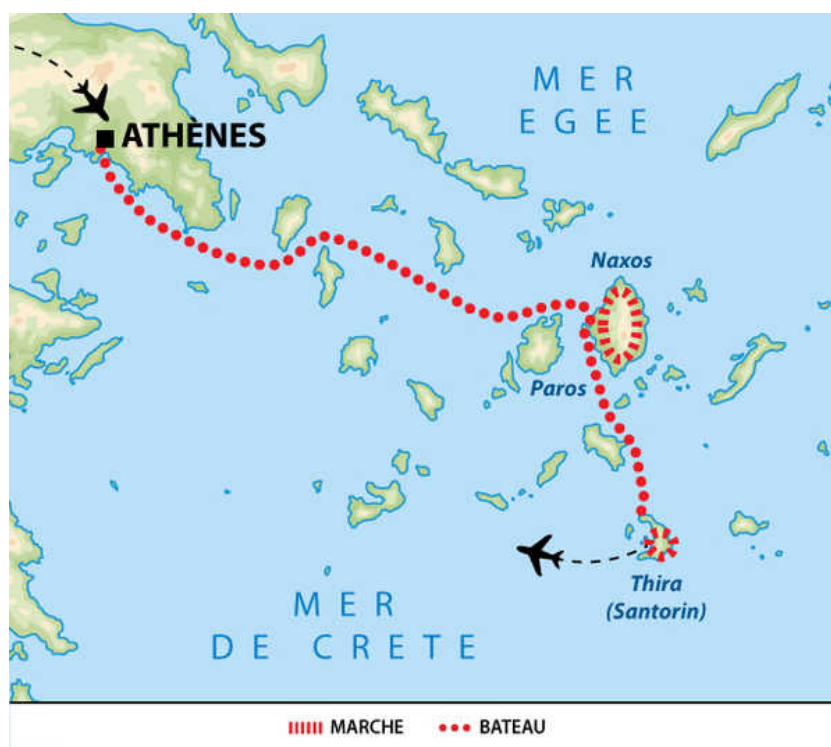 MER
EGEE
ATHÈNES
Naxos
Paros
Thira
(Santorin)
MER
DE CRETE
MARCHE
BATEAU